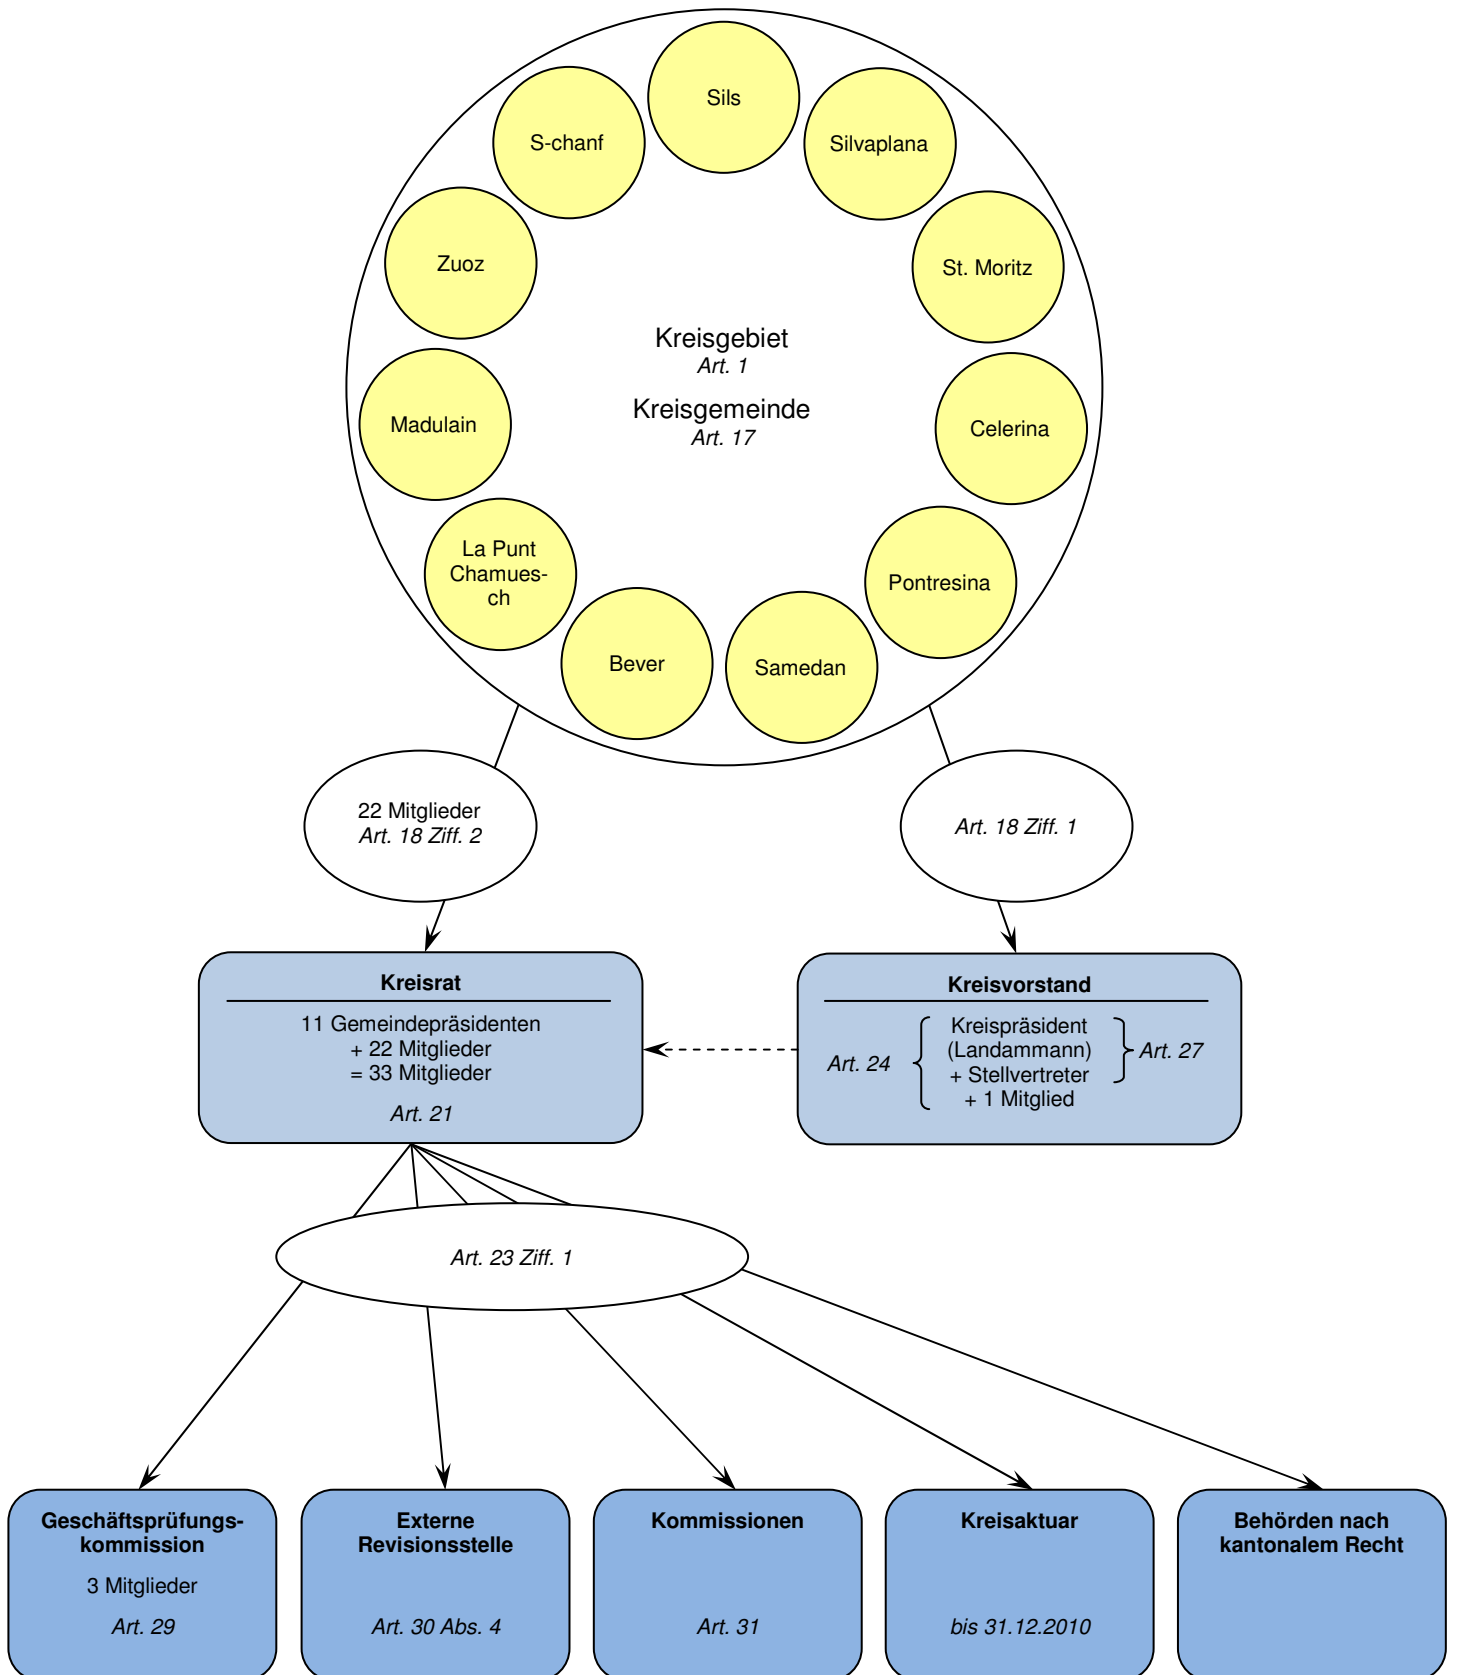 Sils
S-chanf
Silvaplana
Zuoz
St. Moritz
Kreisgebiet
Art. 1
Kreisgemeinde
Art. 17
Madulain
Celerina
La Punt
Chamues-
ch
Pontresina
Bever
Samedan
22 Mitglieder
Art. 18 Ziff. 2
Art. 18 Ziff. 1
Kreisrat
11 Gemeindepräsidenten
+ 22 Mitglieder
= 33 Mitglieder
Art. 21
Kreisvorstand
Art. 24
Kreispräsident
(Landammann)
+ Stellvertreter
+ 1 Mitglied
Art. 27
Art. 23 Ziff. 1
Geschäftsprüfungs-
kommission
3 Mitglieder
Art. 29
Externe
Revisionsstelle
Art. 30 Abs. 4
Kommissionen
Art. 31
Kreisaktuar
bis 31.12.2010
Behörden nach
kantonalem Recht